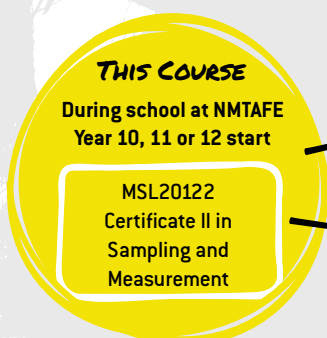 THIS COURSE
During school at NMTAFE
Year 10, 11 or 12 start
MSL20122
Certificate II in
Sampling and
Measurement